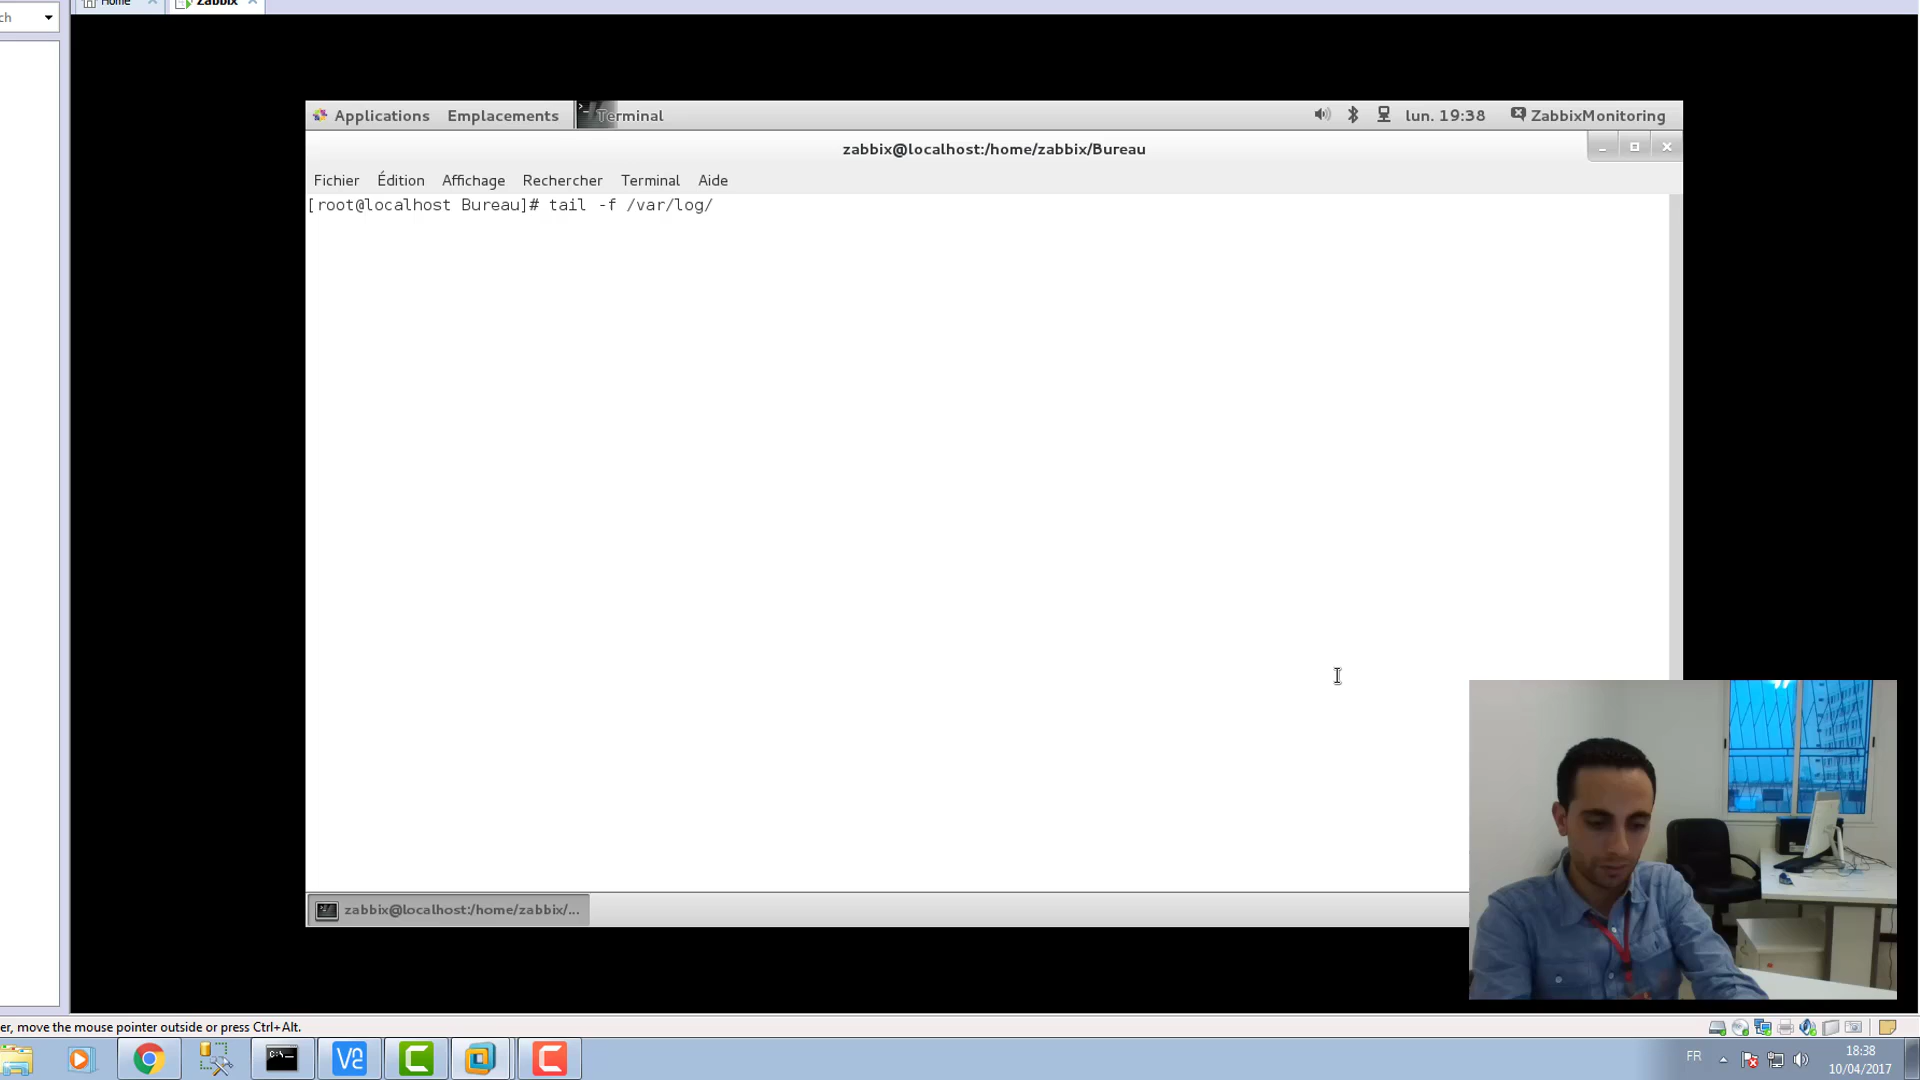 ch
Home
Zabbix
Applications Emplacements Terminal lun. 19:38 ZabbixMonitoring
zabbix@localhost:/home/zabbix/Bureau
Fichier Édition Affichage Rechercher Terminal Aide
[root@localhost Bureau]# tail -f /var/log/
zabbix@localhost:/home/zabbix/...
er, move the mouse pointer outside or press Ctrl+Alt.
C:\
FR
18:38
10/04/2017